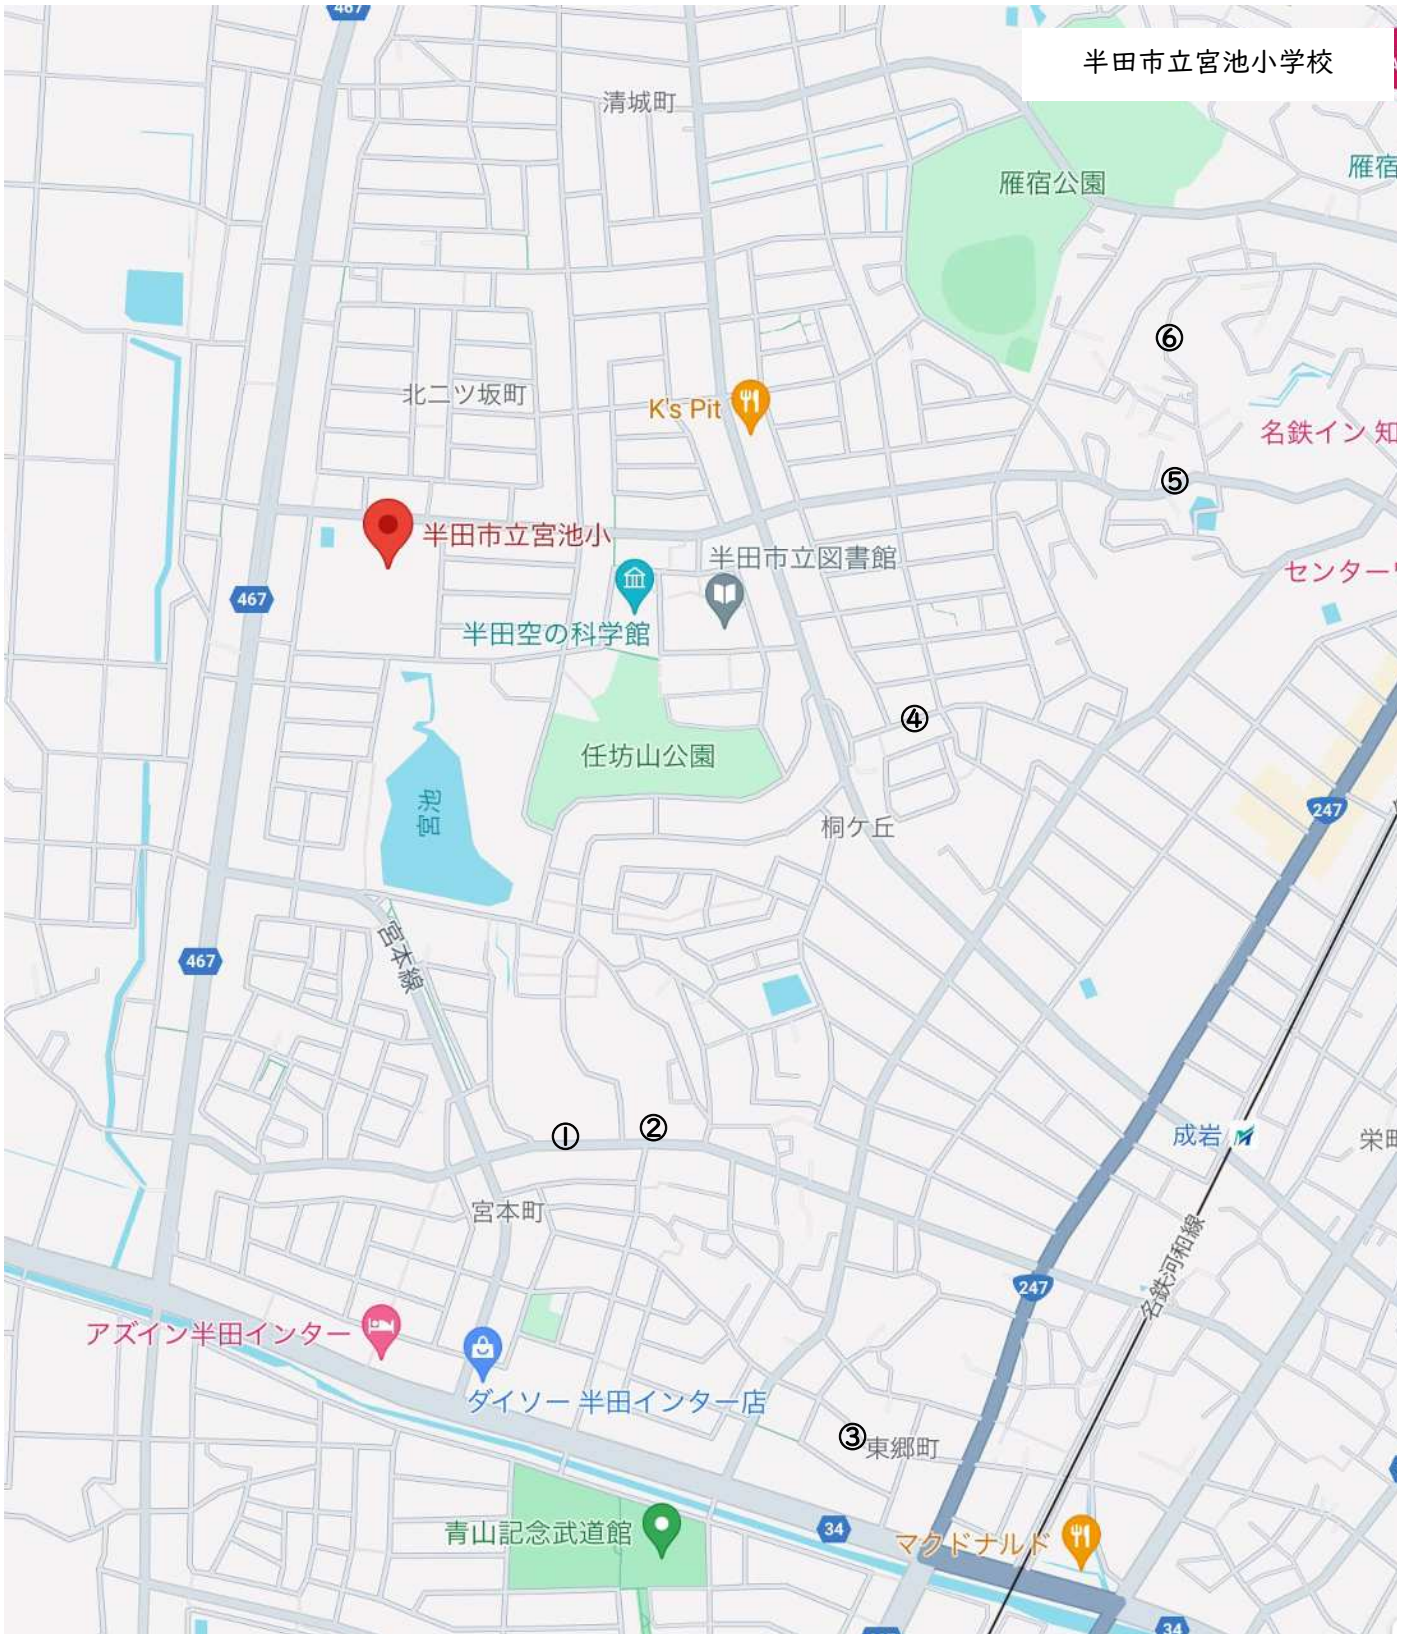 467
半田市立宮池小学校
清城町
雁宿公園
雁宿
⑥
北二ツ坂町
K's Pit
名鉄イン 知
⑤
半田市立宮池小
半田市立図書館
センター
467
半田空の科学館
④
任坊山公園
宮池
桐ケ丘
247
宮本線
467
①
②
成岩
栄町
宮本町
名鉄河和線
247
アズイン半田インター
ダイソー 半田インター店
③
東郷町
青山記念武道館
34
マクドナルド
34